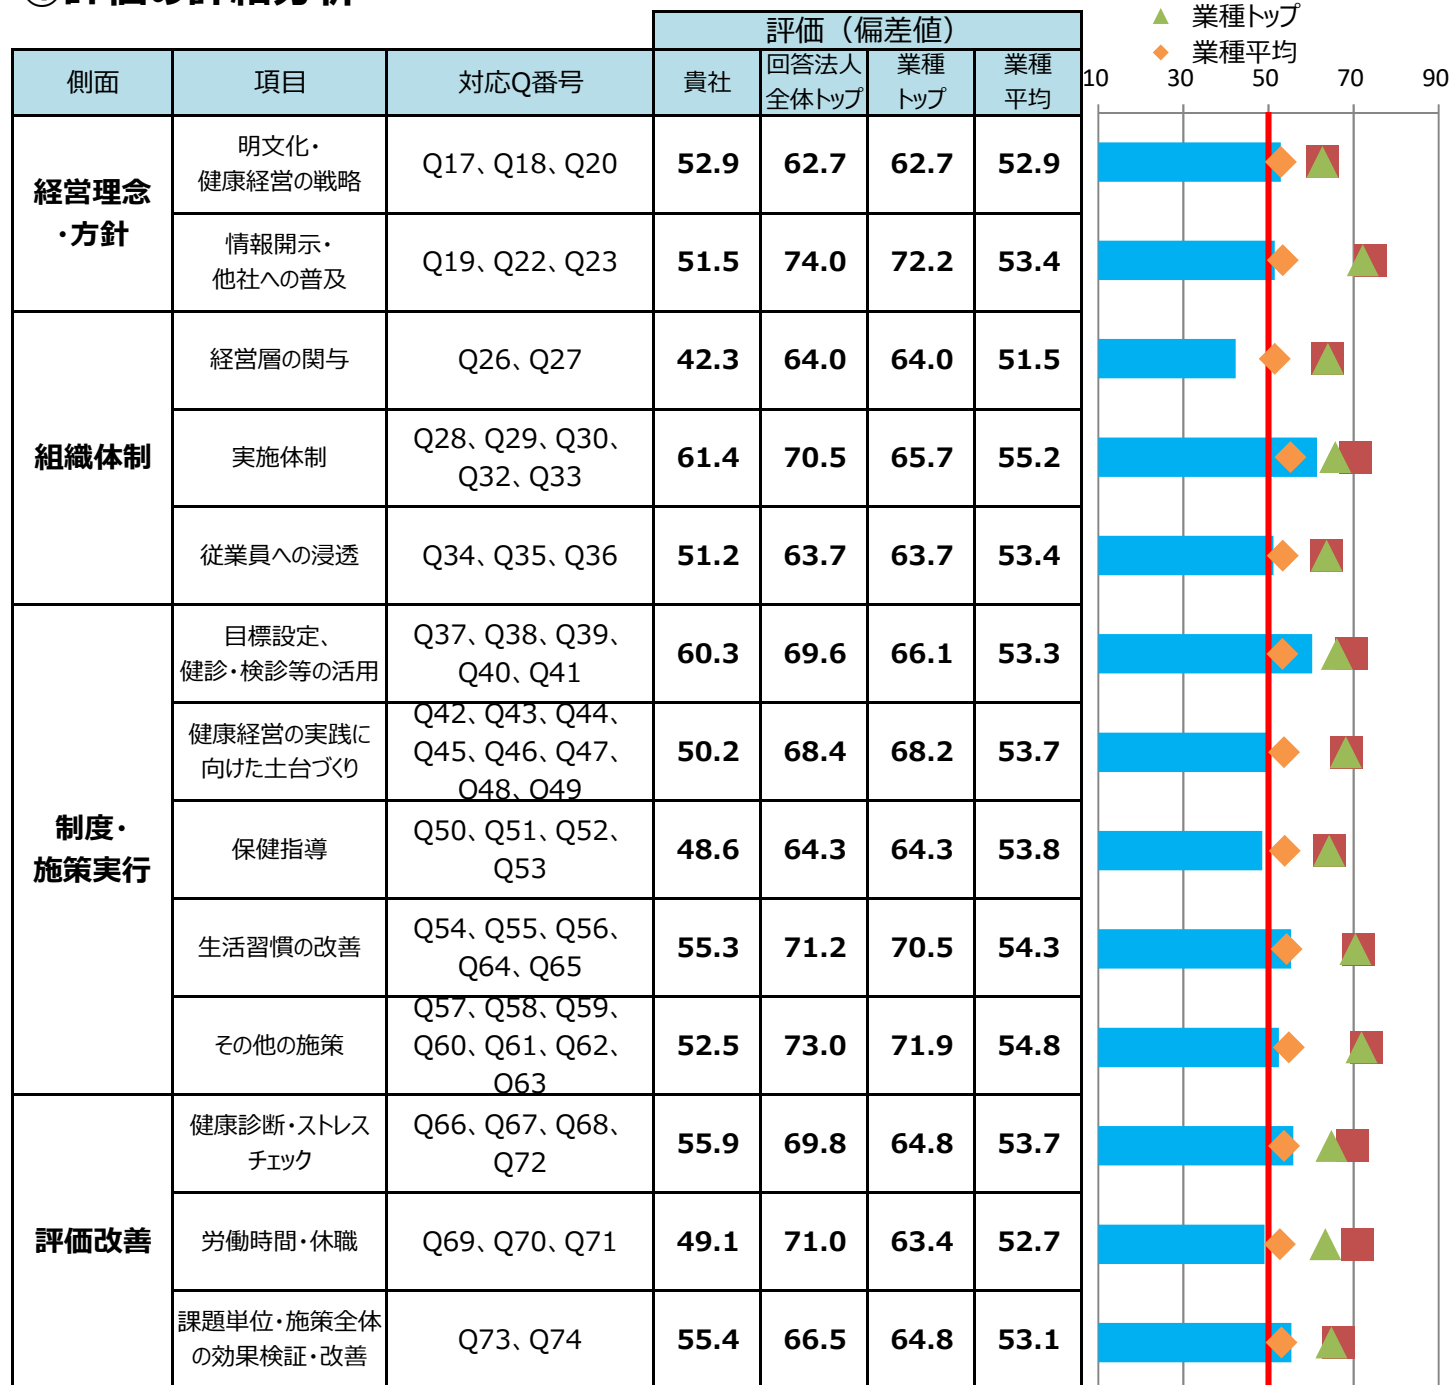 評価（偏差値）
▲ 業種トップ
◆ 業種平均
側面 項目 対応Q番号 貴社 回答法人 業種 業種
全体トップ トップ 平均
10 30 50 70 90
経営理念
・方針
明文化・
健康経営の戦略
Q17、Q18、Q20 52.9 62.7 62.7 52.9
情報開示・
他社への普及
Q19、Q22、Q23 51.5 74.0 72.2 53.4
組織体制
経営層の関与 Q26、Q27 42.3 64.0 64.0 51.5
実施体制
Q28、Q29、Q30、
Q32、Q33
61.4 70.5 65.7 55.2
従業員への浸透 Q34、Q35、Q36 51.2 63.7 63.7 53.4
制度・
施策実行
目標設定、
健診・検診等の活用
Q37、Q38、Q39、
Q40、Q41
60.3 69.6 66.1 53.3
健康経営の実践に
向けた土台づくり
Q42、Q43、Q44、
Q45、Q46、Q47、
Q48、Q49
50.2 68.4 68.2 53.7
保健指導
Q50、Q51、Q52、
Q53
48.6 64.3 64.3 53.8
生活習慣の改善
Q54、Q55、Q56、
Q64、Q65
55.3 71.2 70.5 54.3
その他の施策
Q57、Q58、Q59、
Q60、Q61、Q62、
Q63
52.5 73.0 71.9 54.8
評価改善
健康診断・ストレス
チェック
Q66、Q67、Q68、
Q72
55.9 69.8 64.8 53.7
労働時間・休職 Q69、Q70、Q71 49.1 71.0 63.4 52.7
課題単位・施策全体
の効果検証・改善
Q73、Q74 55.4 66.5 64.8 53.1